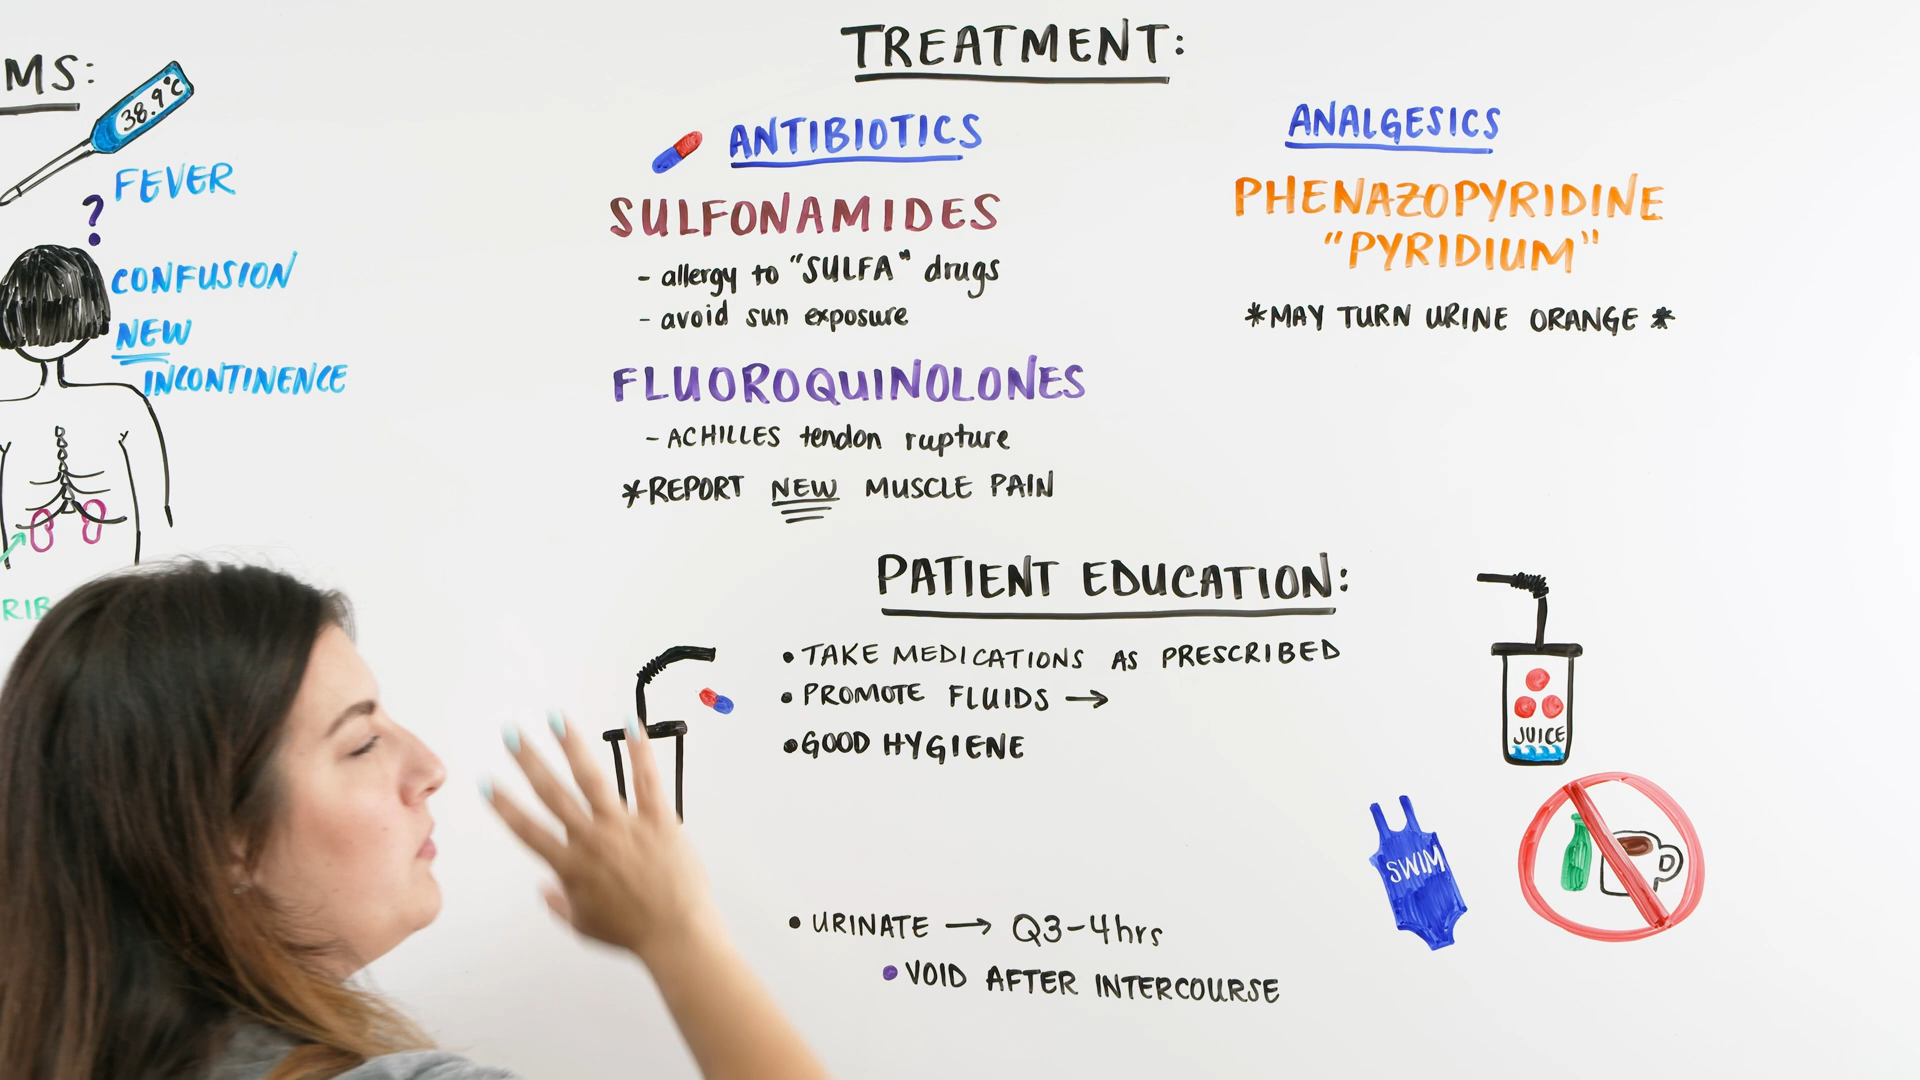 MS:
38.9°C
FEVER
?
CONFUSION
NEW
INCONTINENCE
RIB
TREATMENT:
ANTIBIOTICS
SULFONAMIDES
- allergy to "SULFA" drugs
- avoid sun exposure
FLUOROQUINOLONES
- ACHILLES tendon rupture
*REPORT NEW MUSCLE PAIN
ANALGESICS
PHENAZOPYRIDINE
"PYRIDIUM"
*MAY TURN URINE ORANGE*
PATIENT EDUCATION:
• TAKE MEDICATIONS AS PRESCRIBED
• PROMOTE FLUIDS →
• GOOD HYGIENE
• URINATE → Q3-4hrs
• VOID AFTER INTERCOURSE
JUICE
SWIM